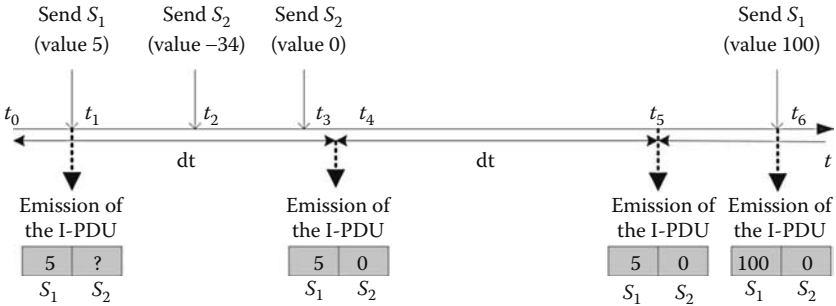 Send S₁ Send S₂ Send S₂ Send S₁
(value 5) (value –34) (value 0) (value 100)
t₀ t₁ t₂ t₃ t₄ t₅ t₆
dt dt t
Emission of Emission of Emission of Emission of
the I-PDU the I-PDU the I-PDU the I-PDU
5 ? 5 0 5 0 100 0
S₁ S₂ S₁ S₂ S₁ S₂ S₁ S₂